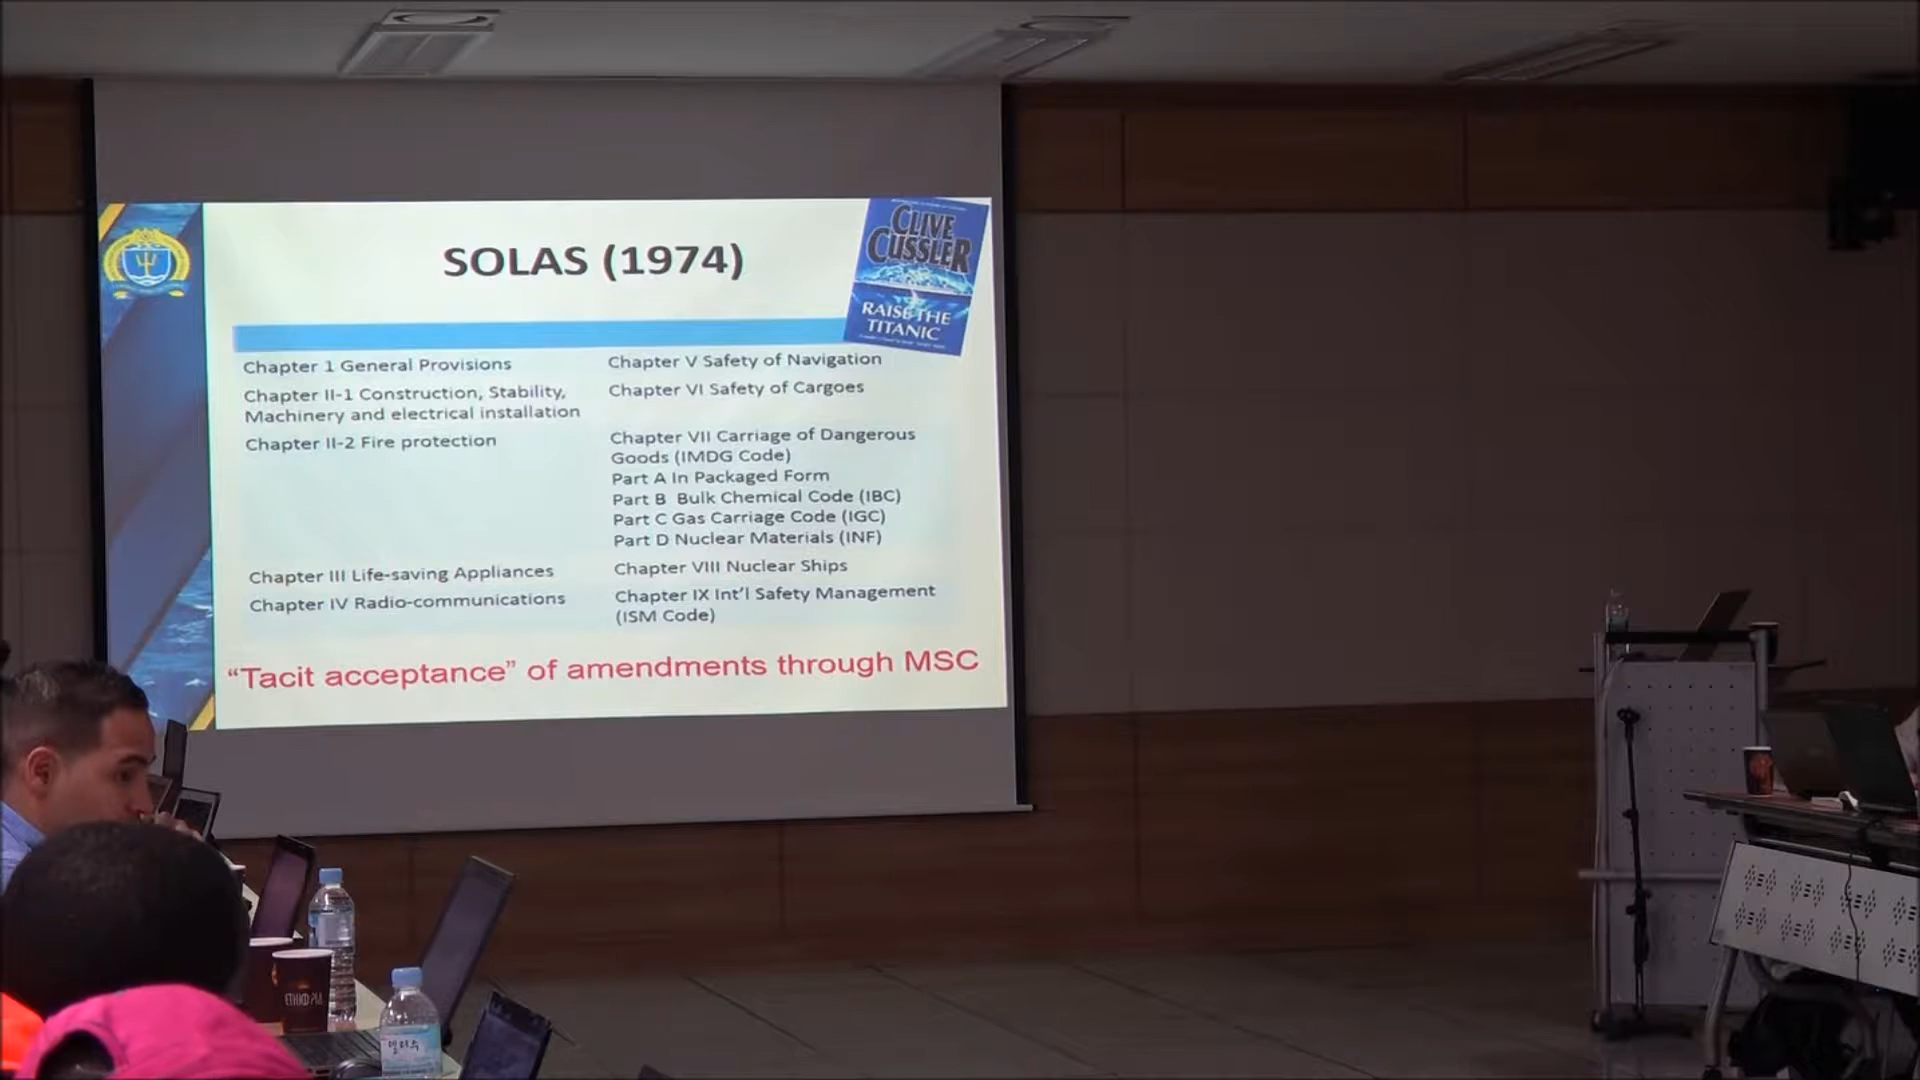 SOLAS (1974)
CLIVE
CUSSLER
RAISE THE
TITANIC
Chapter 1 General Provisions
Chapter II-1 Construction, Stability,
Machinery and electrical installation
Chapter II-2 Fire protection
Chapter III Life-saving Appliances
Chapter IV Radio-communications
Chapter V Safety of Navigation
Chapter VI Safety of Cargoes
Chapter VII Carriage of Dangerous
Goods (IMDG Code)
Part A In Packaged Form
Part B Bulk Chemical Code (IBC)
Part C Gas Carriage Code (IGC)
Part D Nuclear Materials (INF)
Chapter VIII Nuclear Ships
Chapter IX Int'l Safety Management
(ISM Code)
“Tacit acceptance” of amendments through MSC